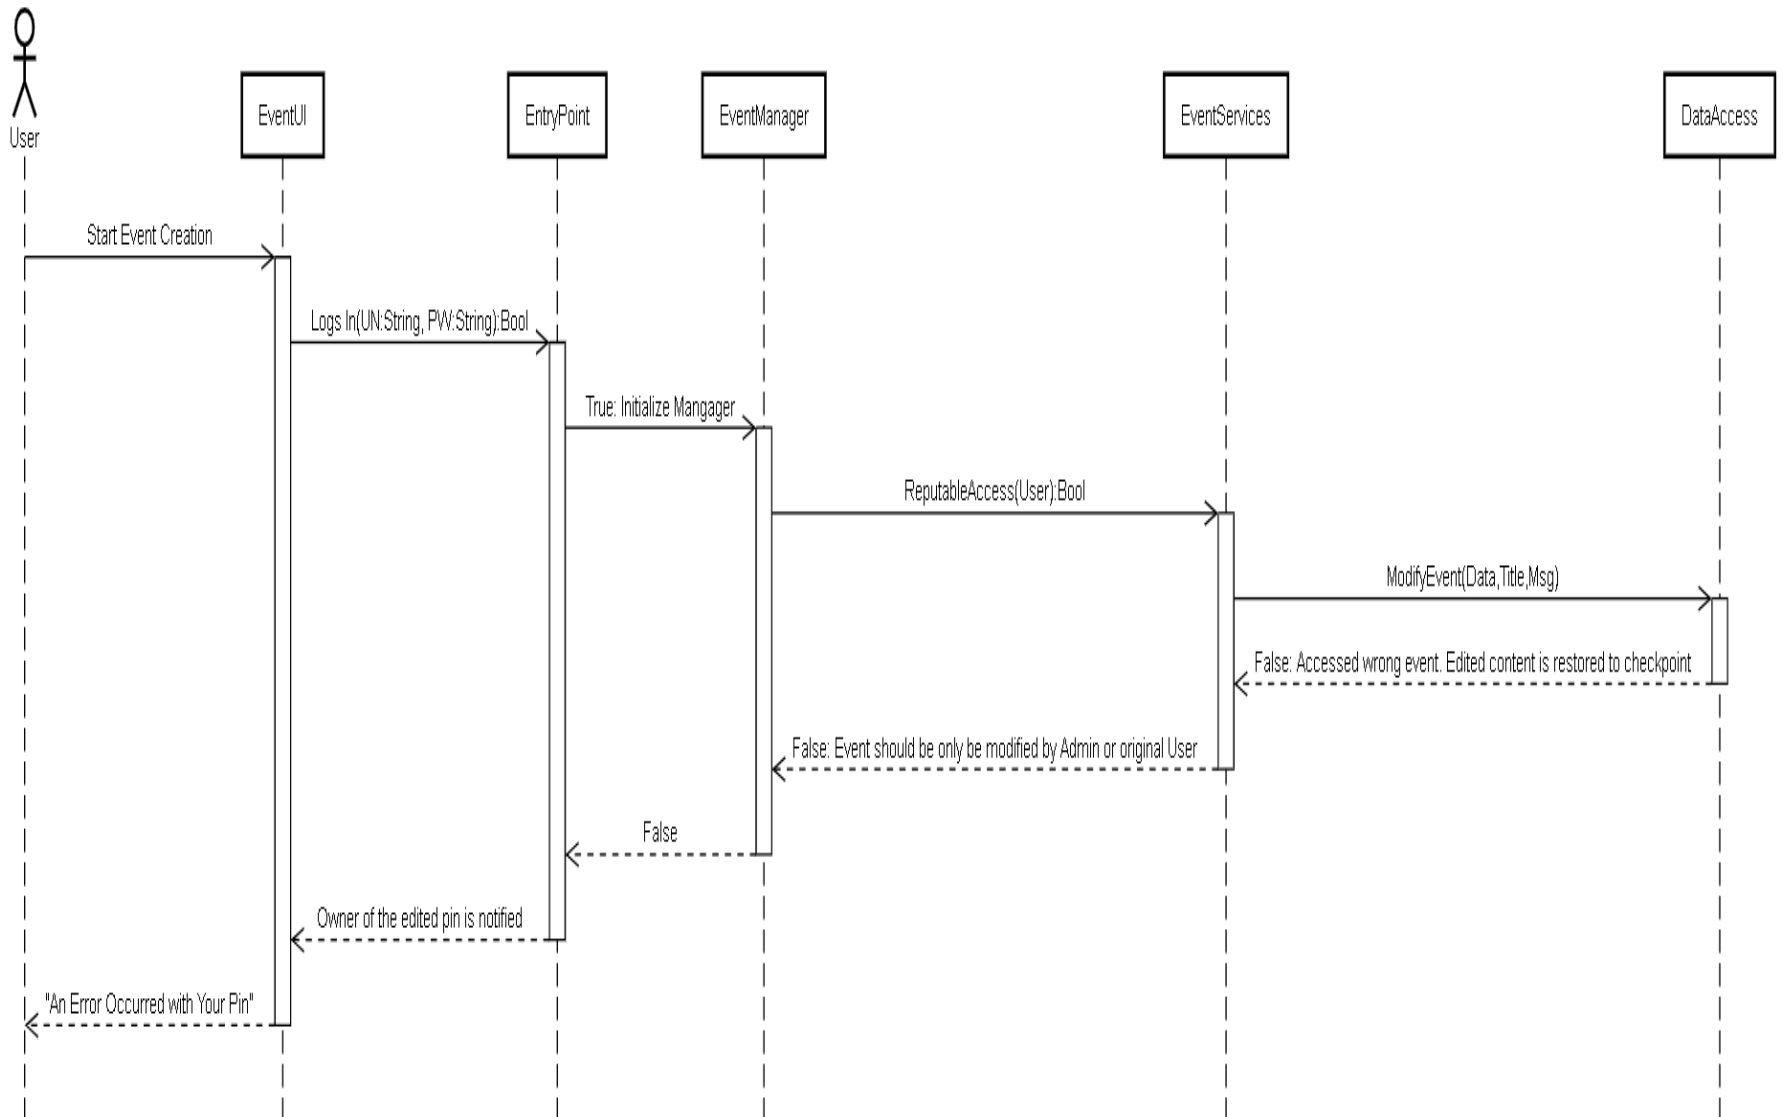 User
EventUI
EntryPoint
EventManager
EventServices
DataAccess
Start Event Creation
Logs In(UN:String, PW:String):Bool
True: Initialize Mangager
ReputableAccess(User):Bool
ModifyEvent(Data,Title,Msg)
False: Accessed wrong event. Edited content is restored to checkpoint
False: Event should be only be modified by Admin or original User
False
Owner of the edited pin is notified
"An Error Occurred with Your Pin"